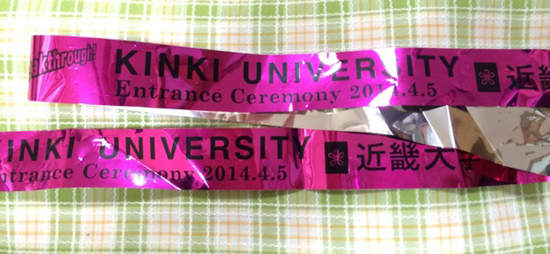 kthrough!
KINKI UNIVERSITY
近畿
Entrance Ceremony 2014.4.5
KINKI UNIVERSITY
近畿大学
Entrance Ceremony 2014.4.5